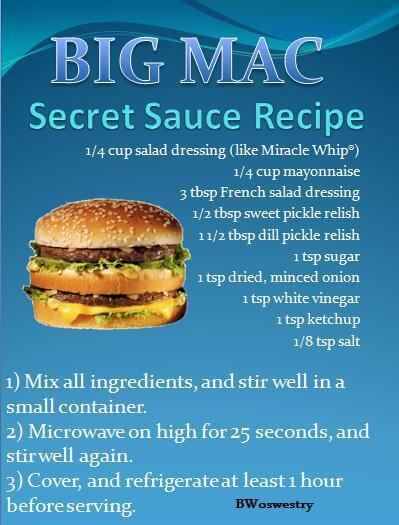 BIG MAC
Secret Sauce Recipe
1/4 cup salad dressing (like Miracle Whip®)
1/4 cup mayonnaise
3 tbsp French salad dressing
1/2 tbsp sweet pickle relish
1 1/2 tbsp dill pickle relish
1 tsp sugar
1 tsp dried, minced onion
1 tsp white vinegar
1 tsp ketchup
1/8 tsp salt
1) Mix all ingredients, and stir well in a
small container.
2) Microwave on high for 25 seconds, and
stir well again.
3) Cover, and refrigerate at least 1 hour
before serving.
BWoswestry